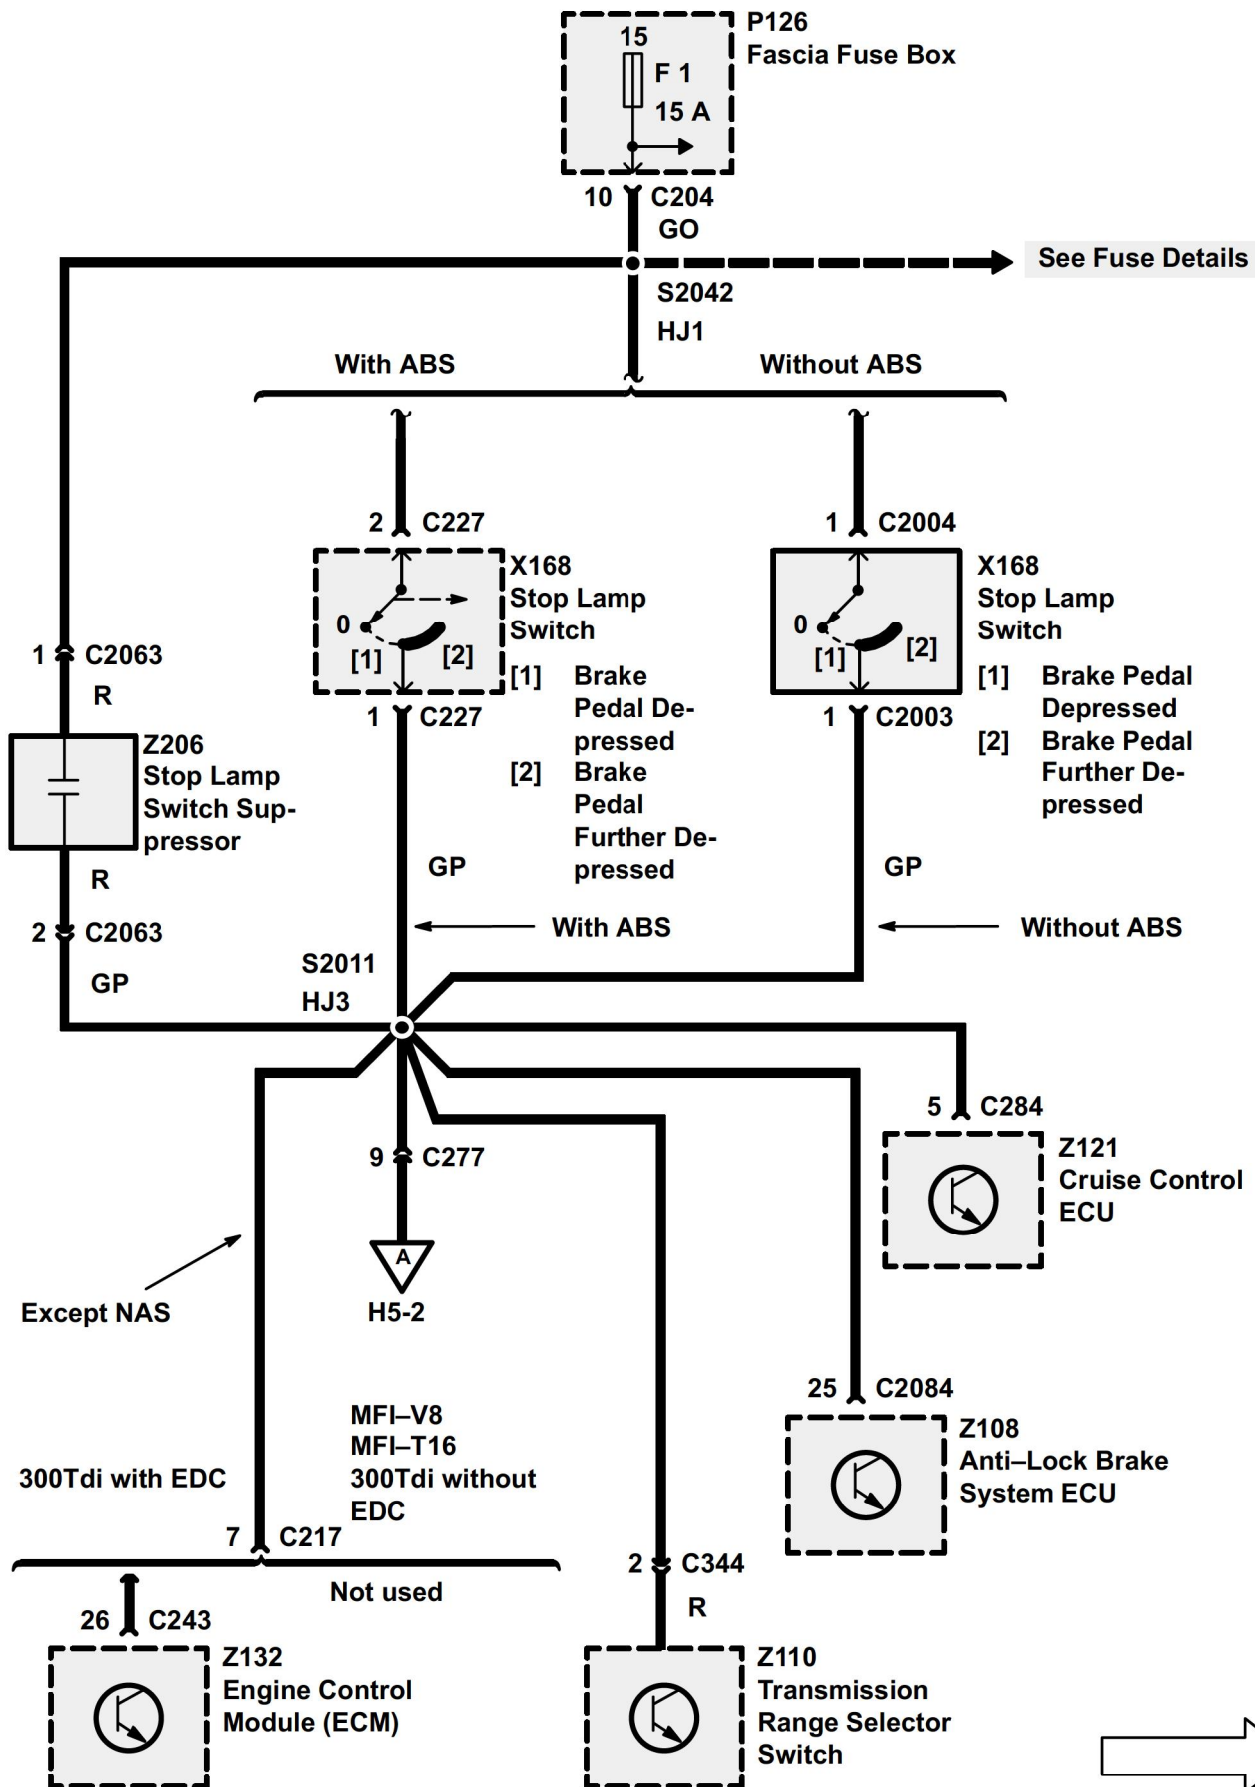 P126
Fascia Fuse Box
15
F 1
15 A
10
C204
GO
See Fuse Details
S2042
HJ1
With ABS
Without ABS
2
C227
1
C2004
X168
Stop Lamp
Switch
0
[1]
[2]
[1] Brake
Pedal De-
pressed
[2] Brake
Pedal
Further De-
pressed
X168
Stop Lamp
Switch
0
[1]
[2]
[1] Brake Pedal
Depressed
[2] Brake Pedal
Further De-
pressed
1
C2063
R
1
C227
1
C2003
Z206
Stop Lamp
Switch Sup-
pressor
R
GP
GP
2
C2063
With ABS
Without ABS
GP
S2011
HJ3
5
C284
Z121
Cruise Control
ECU
9
C277
A
H5-2
Except NAS
25
C2084
Z108
Anti–Lock Brake
System ECU
300Tdi with EDC
MFI–V8
MFI–T16
300Tdi without
EDC
7
C217
Not used
2
C344
R
26
C243
Z132
Engine Control
Module (ECM)
Z110
Transmission
Range Selector
Switch